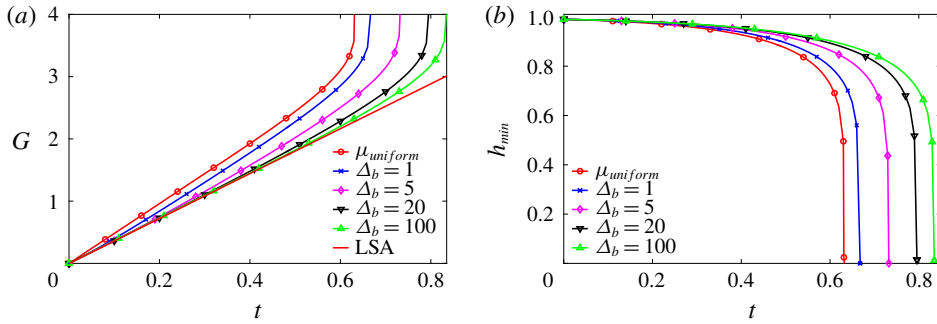 (a)
4
3
2
1
G
0
0.2
0.4
0.6
0.8
t
μuniform
Δb = 1
Δb = 5
Δb = 20
Δb = 100
LSA
(b)
1.0
0.8
0.6
0.4
0.2
hmin
0
0.2
0.4
0.6
0.8
t
μuniform
Δb = 1
Δb = 5
Δb = 20
Δb = 100